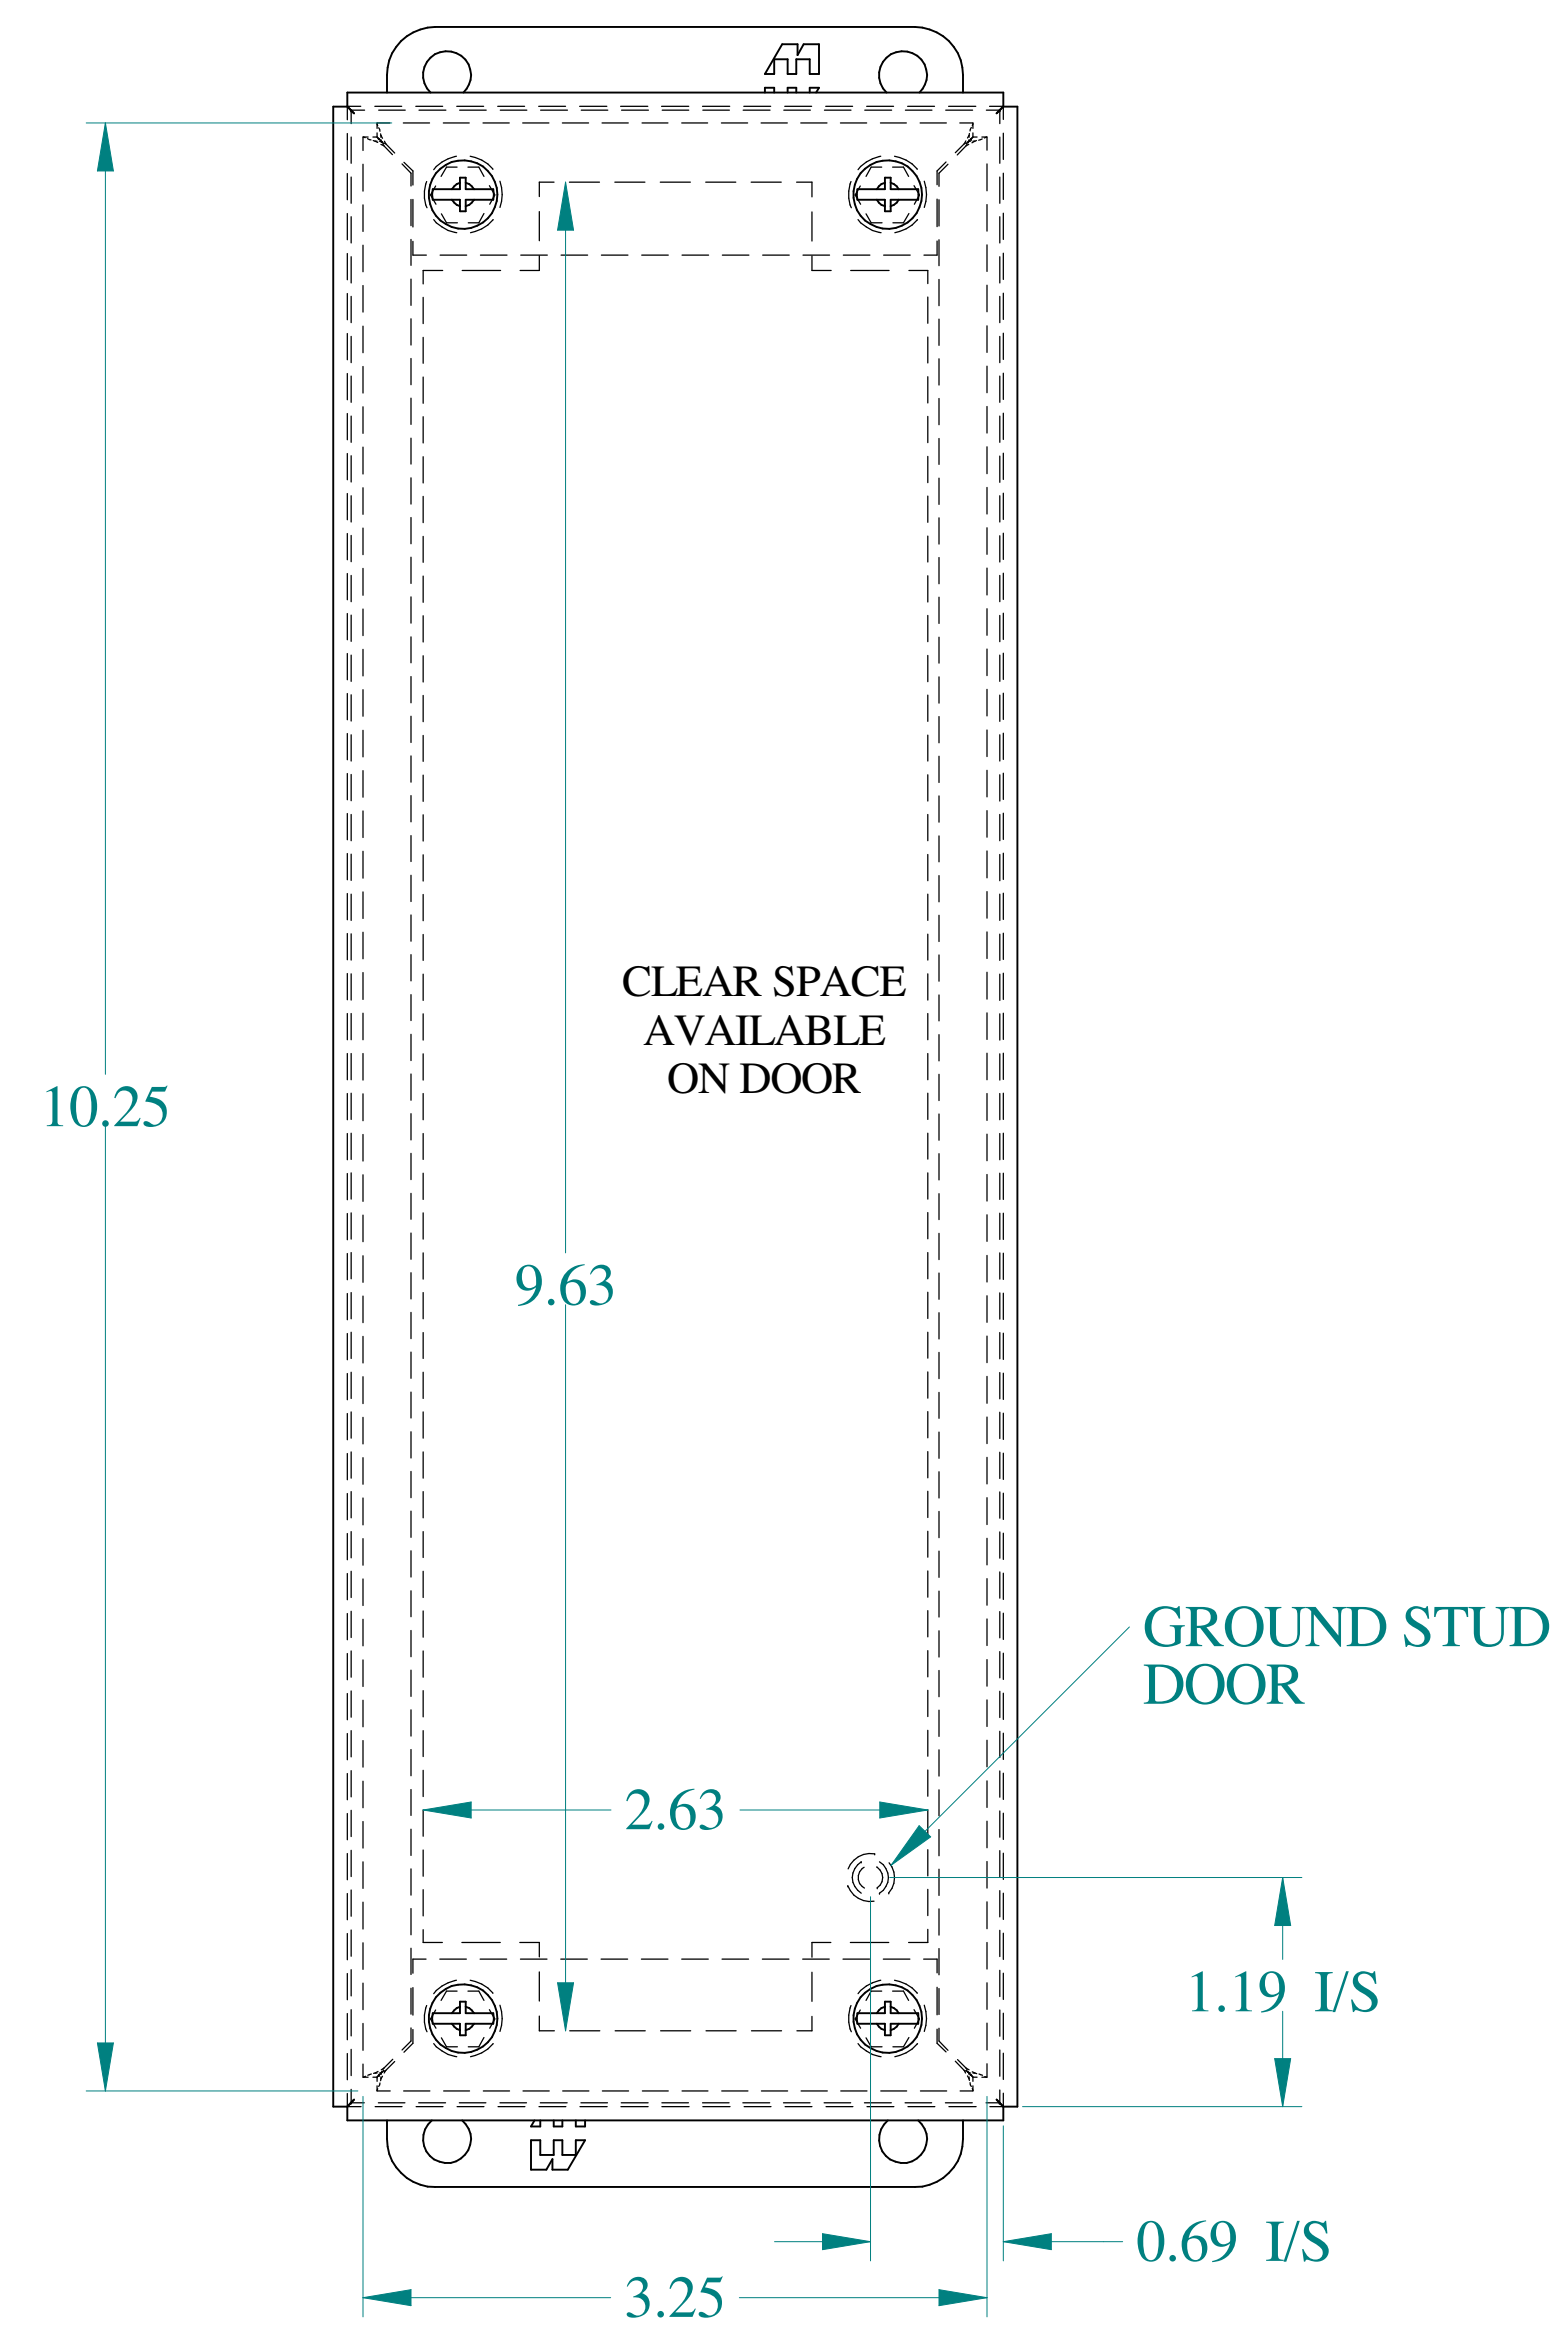 CLEAR SPACE
AVAILABLE
ON DOOR
10.25
9.63
GROUND STUD
DOOR
2.63
1.19 I/S
0.69 I/S
3.25